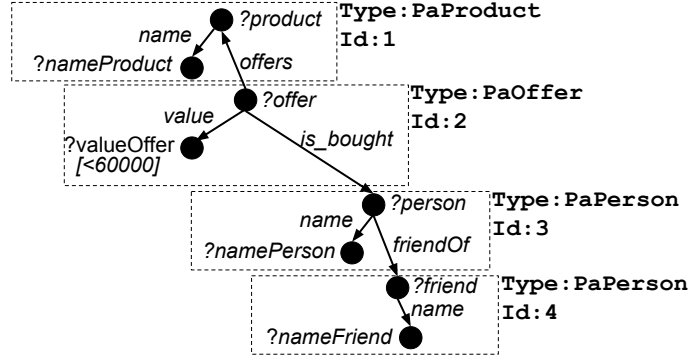 ?product
Type:PaProduct
name
Id:1
?nameProduct
offers
?offer
Type:PaOffer
value
Id:2
?valueOffer
is_bought
[<60000]
?person
Type:PaPerson
name
Id:3
?namePerson
friendOf
?friend
Type:PaPerson
name
Id:4
?nameFriend